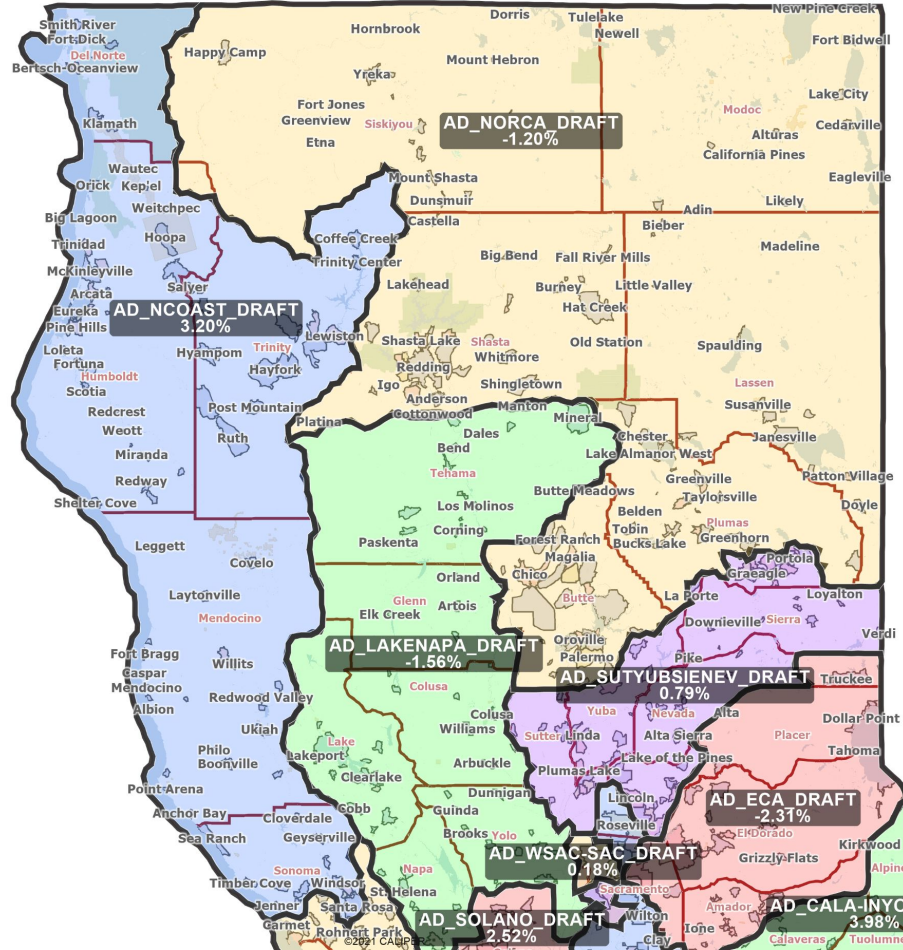 New Pine Creek
Dorris
Tulelake
Smith River
Hornbrook
Newell
Fort Dick
Fort Bidwell
Happy Camp
Del Norte
Mount Hebron
Bertsch-Oceanview
Yreka
Lake City
Fort Jones
Modoc
Klamath
Greenview
Siskiyou
AD_NORCA_DRAFT
-1.20%
Cedarville
Alturas
Etna
California Pines
Wautec
Mount Shasta
Eagleville
Orick
Kep'el
Dunsmuir
Likely
Weitchpec
Adin
Big Lagoon
Castella
Bieber
Hoopa
Coffee Creek
Trinidad
Madeline
Big Bend
Fall River Mills
Trinity Center
McKinleyville
Lakehead
Burney
Little Valley
Salyer
Arcata
Hat Creek
Eureka
AD_NCOAST_DRAFT
3.20%
Pine Hills
Lewiston
Shasta Lake
Shasta
Old Station
Spaulding
Loleta
Hyampom
Trinity
Whitmore
Fortuna
Redding
Hayfork
Humboldt
Igo
Shingletown
Lassen
Scotia
Anderson
Susanville
Redcrest
Post Mountain
Cottonwood
Manton
Mineral
Weott
Platina
Dales
Chester
Janesville
Ruth
Bend
Lake Almanor West
Miranda
Tehama
Patton Village
Redway
Greenville
Butte Meadows
Taylorsville
Shelter Cove
Los Molinos
Belden
Doyle
Corning
Tobin
Plumas
Leggett
Paskenta
Forest Ranch
Bucks Lake
Greenhorn
Covelo
Magalia
Portola
Orland
Chico
Graeagle
Laytonville
Glenn
Artois
Butte
La Porte
Loyalton
Mendocino
Elk Creek
Downieville
Sierra
Verdi
Fort Bragg
AD_LAKENAPA_DRAFT
-1.56%
Oroville
Palermo
Pike
Willits
Caspar
AD_SUTYUBSIENEV_DRAFT
0.79%
Truckee
Mendocino
Redwood Valley
Colusa
Albion
Colusa
Yuba
Nevada
Alta
Dollar Point
Ukiah
Williams
Sutter
Linda
Alta Sierra
Placer
Lake
Philo
Lakeport
Tahoma
Boonville
Arbuckle
Lake of the Pines
Clearlake
Plumas Lake
Point Arena
Dunnigan
Lincoln
AD_ECA_DRAFT
-2.31%
Anchor Bay
Cobb
Guinda
Cloverdale
Roseville
Sea Ranch
Geyserville
Brooks
Yolo
El Dorado
Kirkwood
AD_WSAC-SAC_DRAFT
0.18%
Grizzly Flats
Sonoma
Napa
Alpine
Timber Cove
Windsor
St. Helena
Sacramento
Jenner
Santa Rosa
Amador
AD_CALA-INYO
3.98%
Carmet
Rohnert Park
AD_SOLANO_DRAFT
2.52%
Wilton
Ione
©2021 CALIPER
Clay
Calaveras
Tuolumne